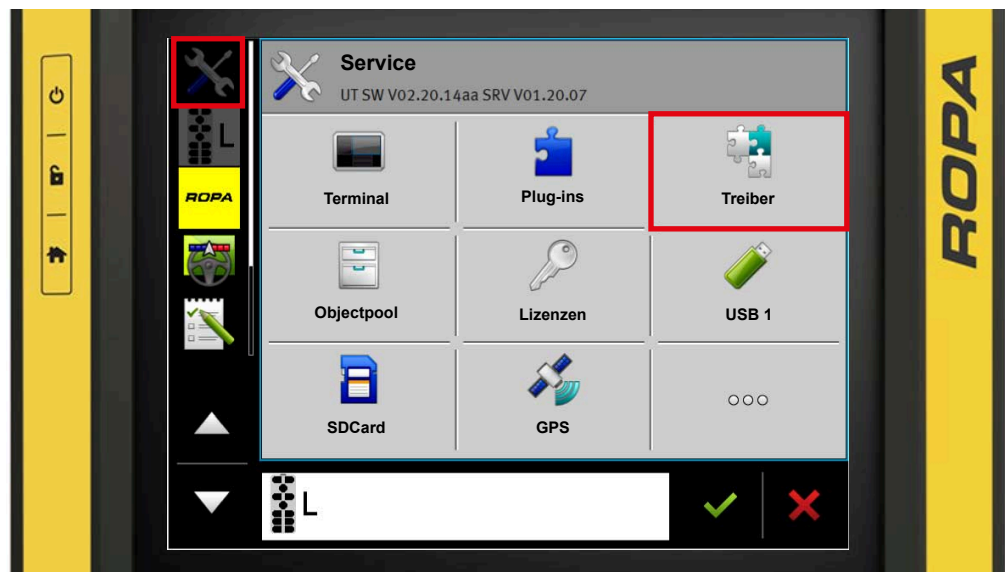 Service
UT SW V02.20.14aa SRV V01.20.07
L
ROPA
Terminal
Plug-ins
Treiber
Objectpool
Lizenzen
USB 1
SDCard
GPS
L
ROPA